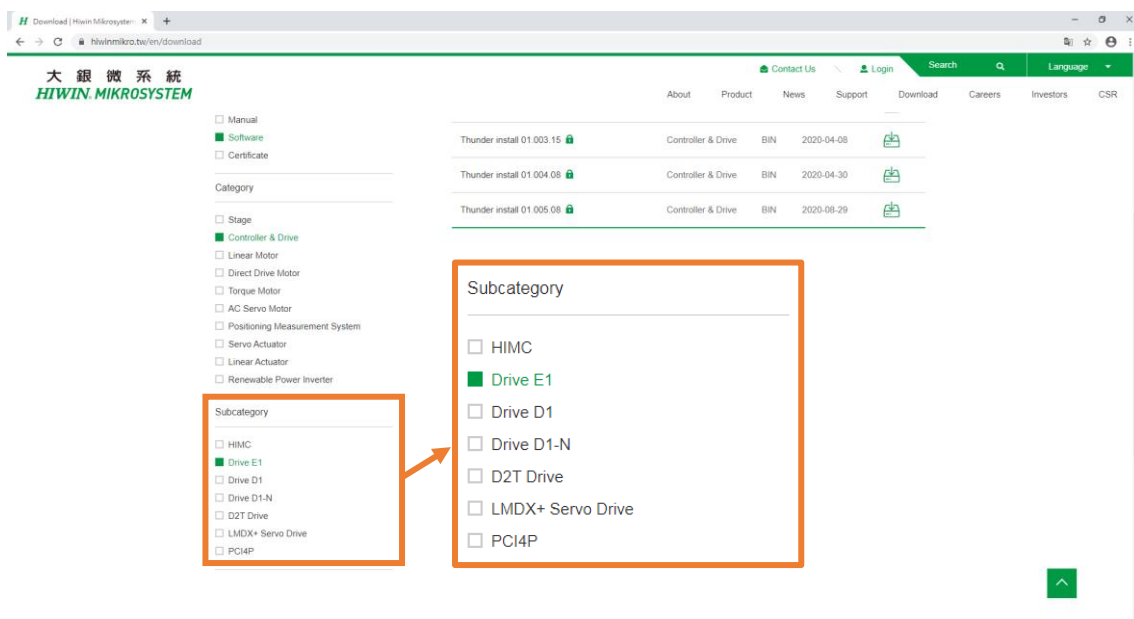 Download | Hiwin Mikrosystem
hiwinmikro.tw/en/download
Contact Us
Login
Search
Language
大銀微系統
HIWIN MIKROSYSTEM
About Product News Support Download Careers Investors CSR
Manual
Software
Certificate
Category
Stage
Controller & Drive
Linear Motor
Direct Drive Motor
Torque Motor
AC Servo Motor
Positioning Measurement System
Servo Actuator
Linear Actuator
Renewable Power Inverter
Subcategory
HIMC
Drive E1
Drive D1
Drive D1-N
D2T Drive
LMDX+ Servo Drive
PCI4P
Thunder install 01.003.15 Controller & Drive BIN 2020-04-08
Thunder install 01.004.08 Controller & Drive BIN 2020-04-30
Thunder install 01.005.08 Controller & Drive BIN 2020-08-29
Subcategory
HIMC
Drive E1
Drive D1
Drive D1-N
D2T Drive
LMDX+ Servo Drive
PCI4P